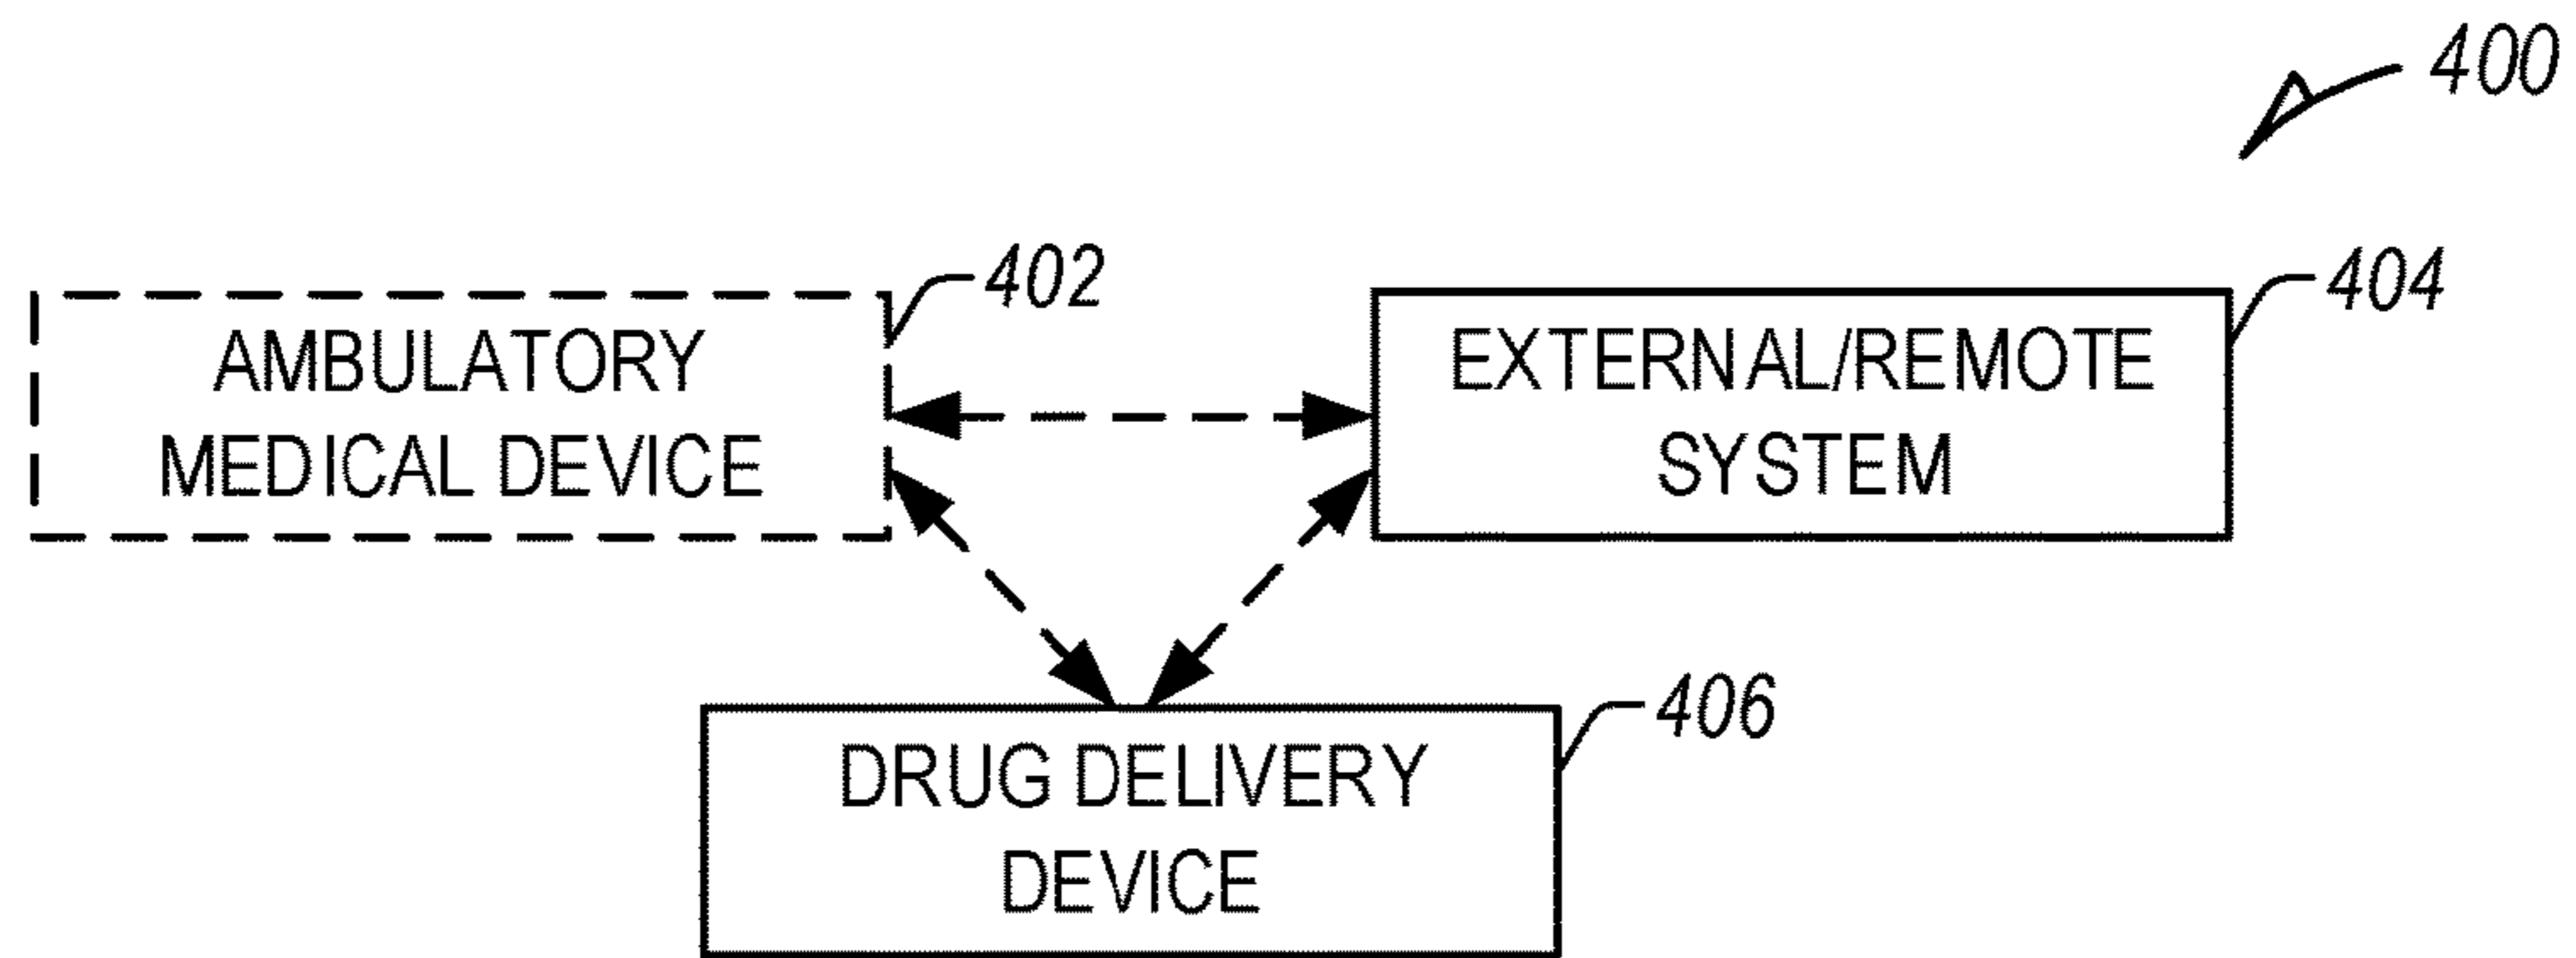 400
402
404
AMBULATORY
MEDICAL DEVICE
EXTERNAL/REMOTE
SYSTEM
406
DRUG DELIVERY
DEVICE